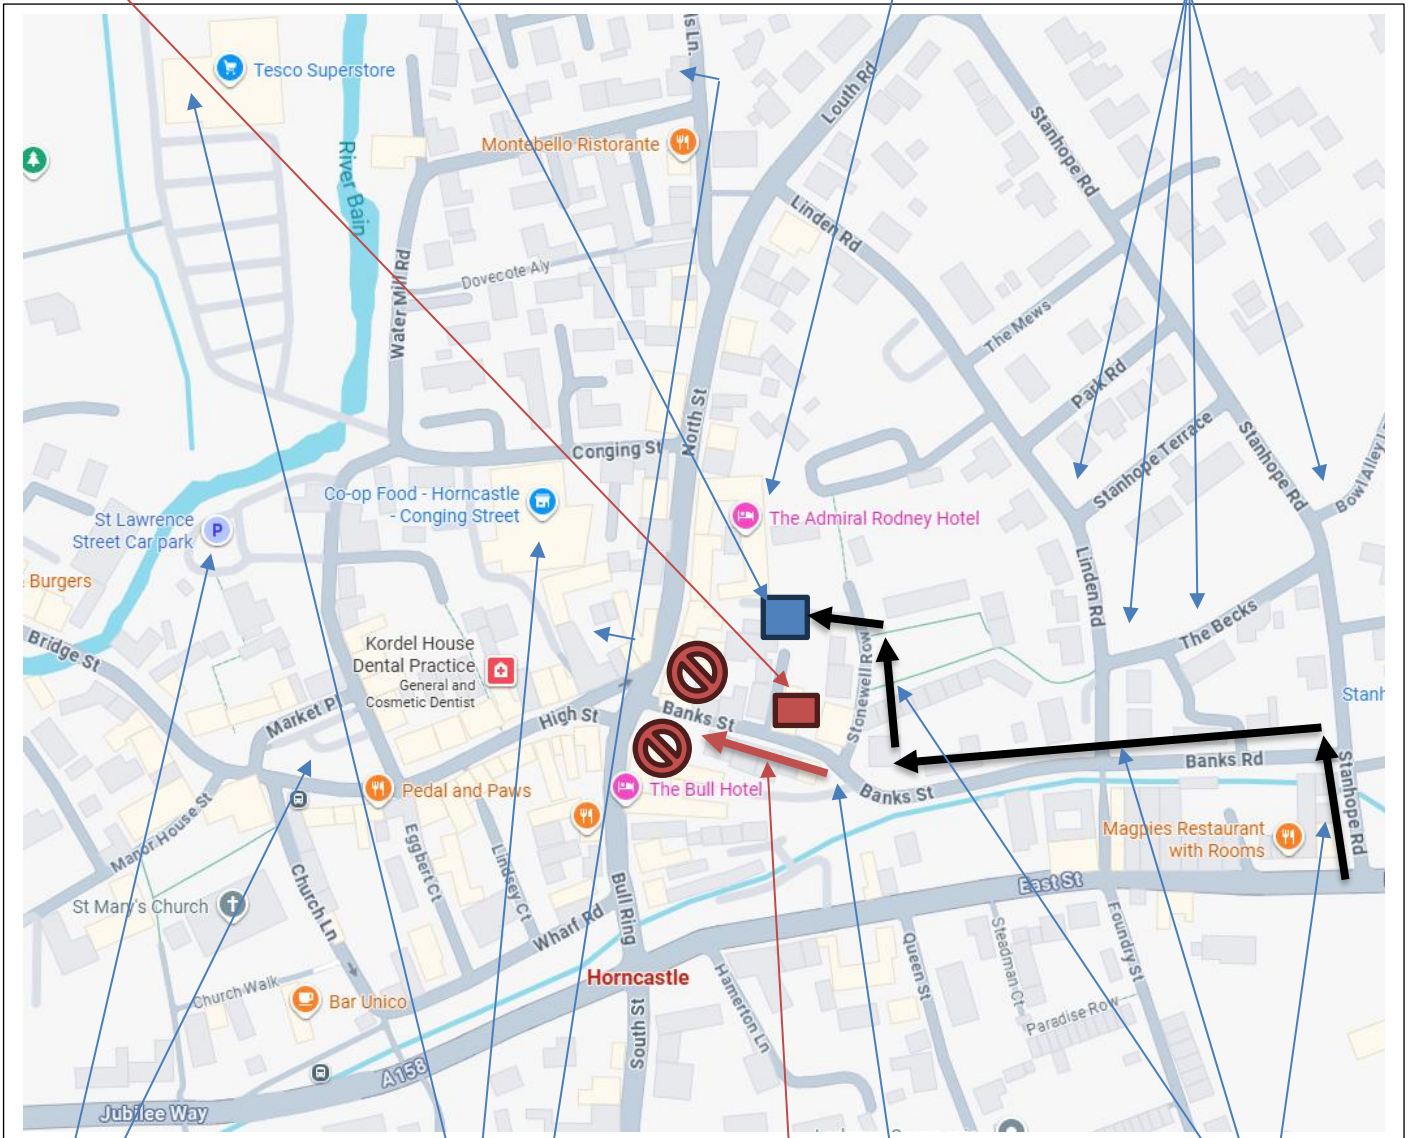 ls Ln.
Tesco Superstore
Louth Rd
Stanhope Rd
Montebello Ristorante
River Bain
Linden Rd
Dovecote Aly
Water Mill Rd
The Mews
Park Rd
North St
Conging St
Stanhope Terrace
Stanhope Rd
Bowl Alley L
Co-op Food - Horncastle
- Conging Street
St Lawrence
Street Car park
P
The Admiral Rodney Hotel
Burgers
Linden Rd
Bridge St
The Becks
Kordel House
Dental Practice
General and
Cosmetic Dentist
Stonewell Row
Stanh
Market Pl
High St
Banks St
Banks Rd
Stanhope Rd
Pedal and Paws
The Bull Hotel
Banks St
Manor House St
Magpies Restaurant
with Rooms
Eggbert Ct
Lindsey Ct
Church Ln
St Mary's Church
Bull Ring
East St
Wharf Rd
Foundry St
Queen St
Steadman Ct
Horncastle
Church Walk
Bar Unico
South St
Hamerton Ln
Paradise Row
A158
Jubilee Way